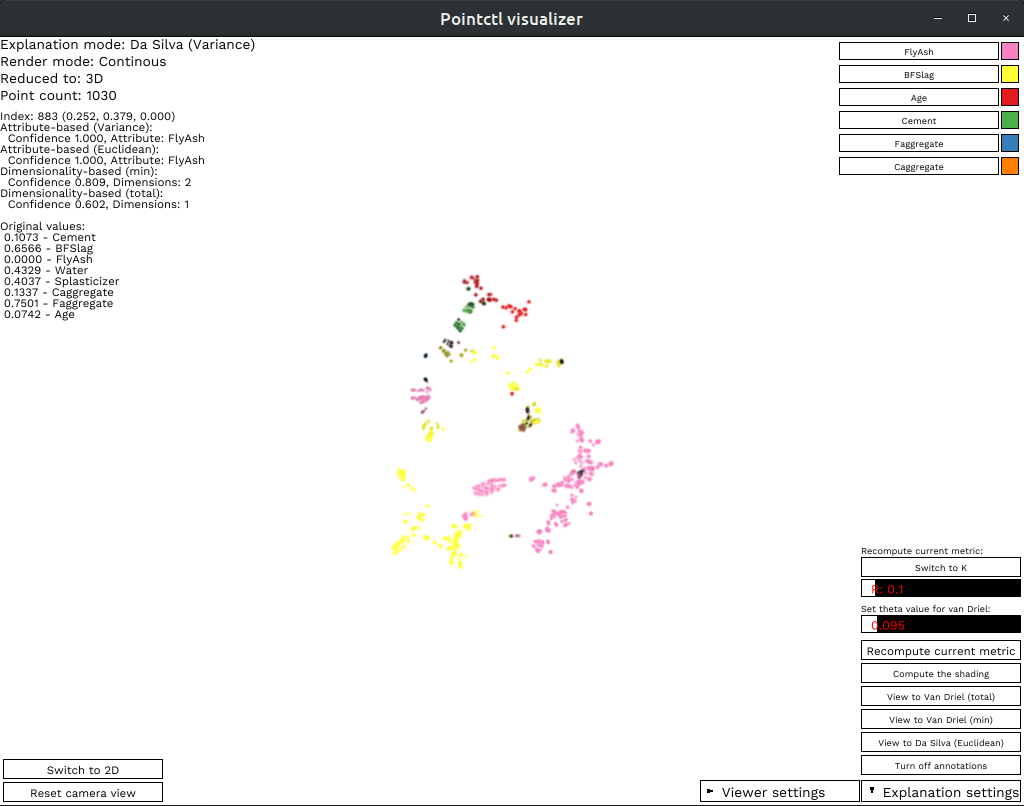 Pointctl visualizer
Explanation mode: Da Silva (Variance)
Render mode: Continous
Reduced to: 3D
Point count: 1030
Index: 883 (0.252, 0.379, 0.000)
Attribute-based (Variance):
Confidence 1.000, Attribute: FlyAsh
Attribute-based (Euclidean):
Confidence 1.000, Attribute: FlyAsh
Dimensionality-based (min):
Confidence 0.809, Dimensions: 2
Dimensionality-based (total):
Confidence 0.602, Dimensions: 1
Original values:
0.1073 - Cement
0.6566 - BFSlag
0.0000 - FlyAsh
0.4329 - Water
0.4037 - Splasticizer
0.1337 - Caggregate
0.7501 - Faggregate
0.0742 - Age
FlyAsh
BFSlag
Age
Cement
Faggregate
Caggregate
Recompute current metric:
Switch to K
R: 0.1
Set theta value for van Driel:
0.095
Recompute current metric
Compute the shading
View to Van Driel (total)
View to Van Driel (min)
View to Da Silva (Euclidean)
Turn off annotations
Switch to 2D
Reset camera view
Viewer settings
Explanation settings